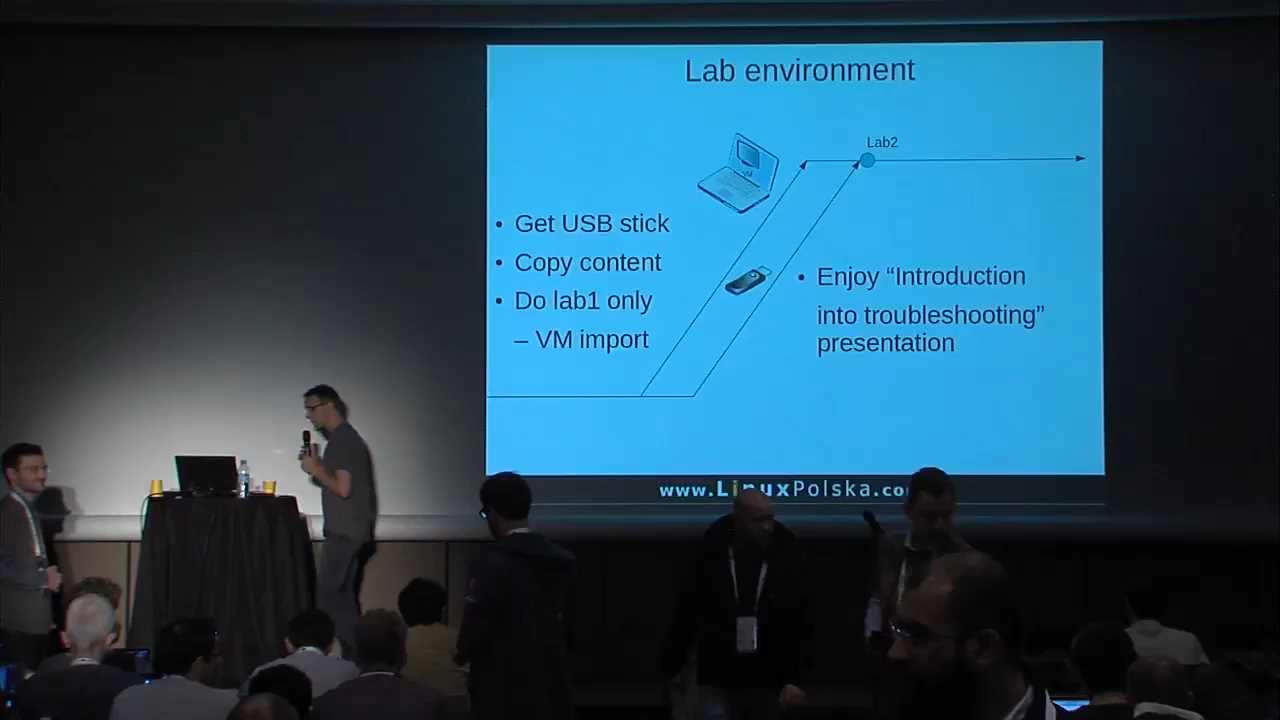 Lab environment
Lab2
VM
• Get USB stick
• Copy content
• Do lab1 only
– VM import
• Enjoy “Introduction
into troubleshooting”
presentation
www.LinuxPolska.co